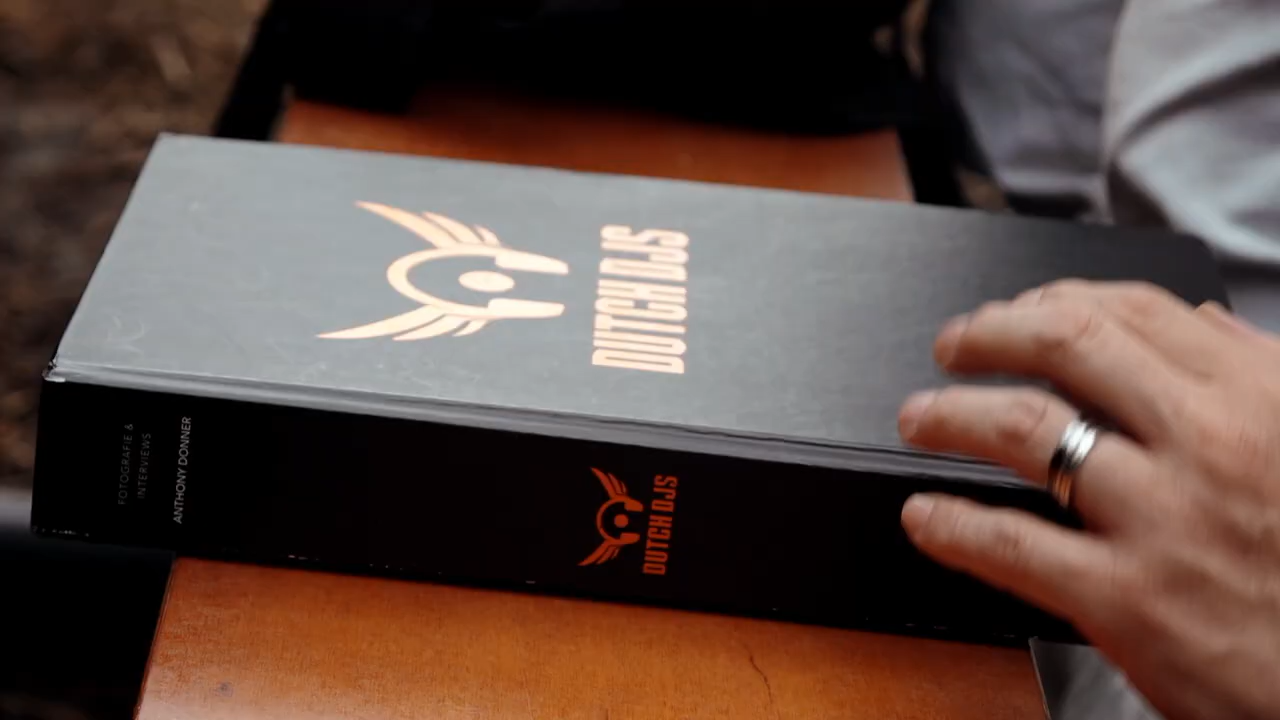 DUTCH DJS
FOTOGRAFIE &
INTERVIEWS
ANTHONY DONNER
DUTCH DJS